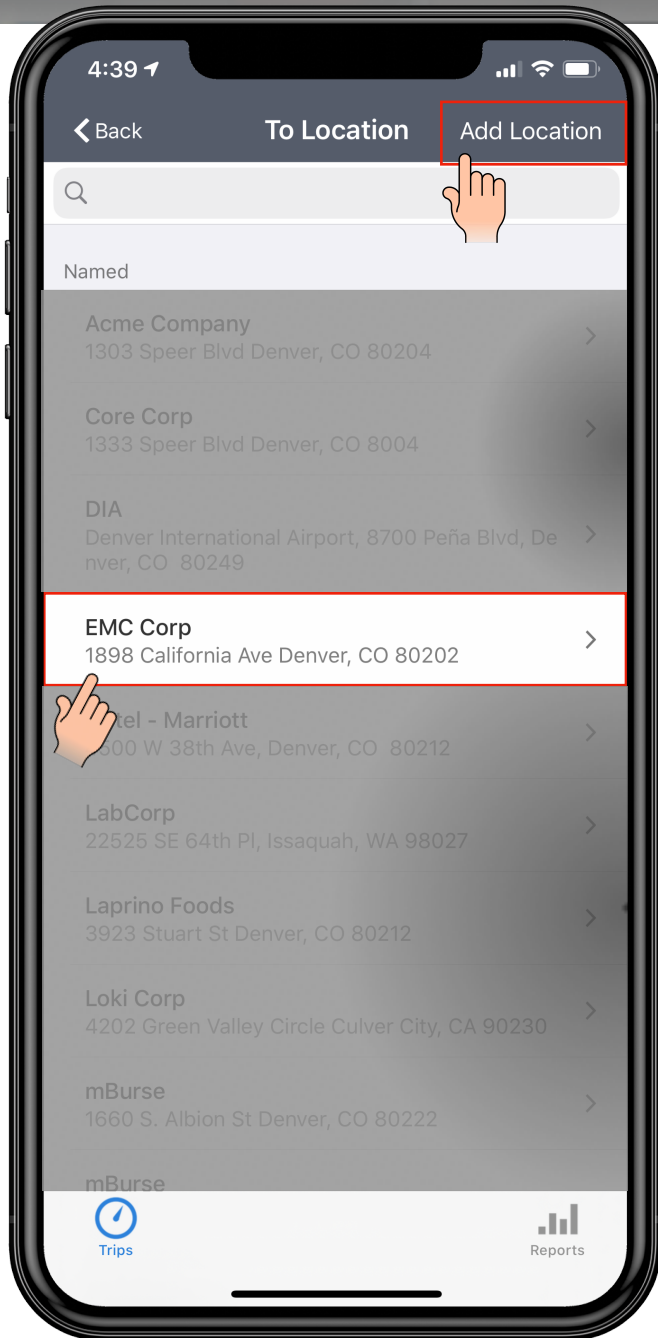 4:39
Back
To Location
Add Location
Named
Acme Company
1303 Speer Blvd Denver, CO 80204
Core Corp
1333 Speer Blvd Denver, CO 8004
DIA
Denver International Airport, 8700 Peña Blvd, De
nver, CO 80249
EMC Corp
1898 California Ave Denver, CO 80202
tel - Marriott
500 W 38th Ave, Denver, CO 80212
LabCorp
22525 SE 64th Pl, Issaquah, WA 98027
Laprino Foods
3923 Stuart St Denver, CO 80212
Loki Corp
4202 Green Valley Circle Culver City, CA 90230
mBurse
1660 S. Albion St Denver, CO 80222
mBurse
Trips
Reports